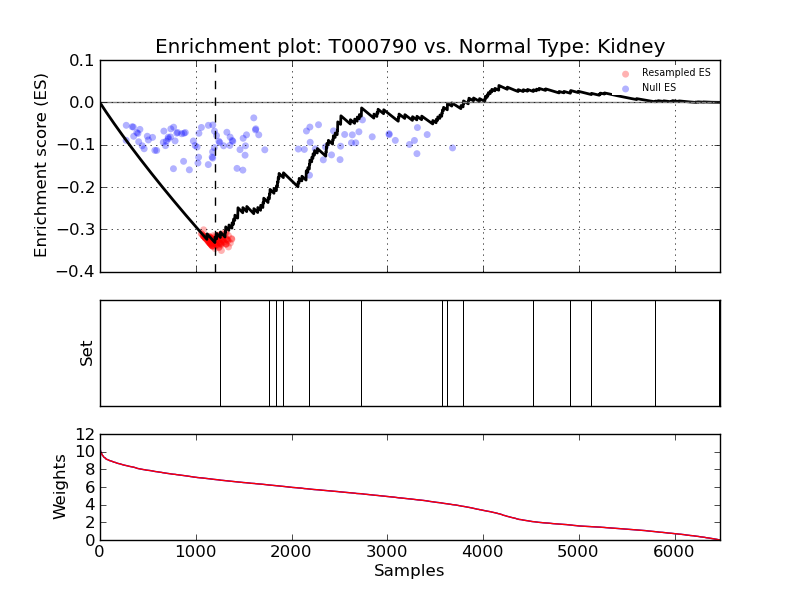 Enrichment plot: T000790 vs. Normal Type: Kidney
0.1
0.0
−0.1
−0.2
−0.3
−0.4
Enrichment score (ES)
Resampled ES
Null ES
Set
12
10
8
6
4
2
0
Weights
0 1000 2000 3000 4000 5000 6000
Samples